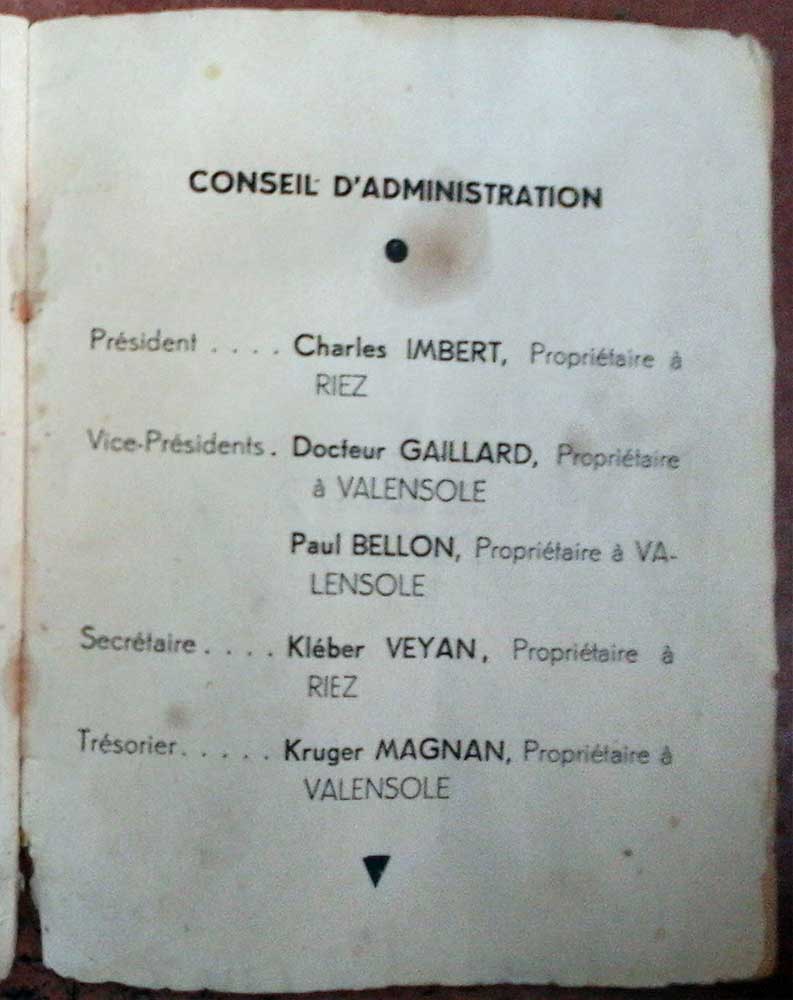 CONSEIL D'ADMINISTRATION
Président . . . . Charles IMBERT, Propriétaire à
RIEZ
Vice-Présidents. Docteur GAILLARD, Propriétaire
à VALENSOLE
Paul BELLON, Propriétaire à VA-
LENSOLE
Secrétaire . . . . Kléber VEYAN, Propriétaire à
RIEZ
Trésorier. . . . . Kruger MAGNAN, Propriétaire à
VALENSOLE